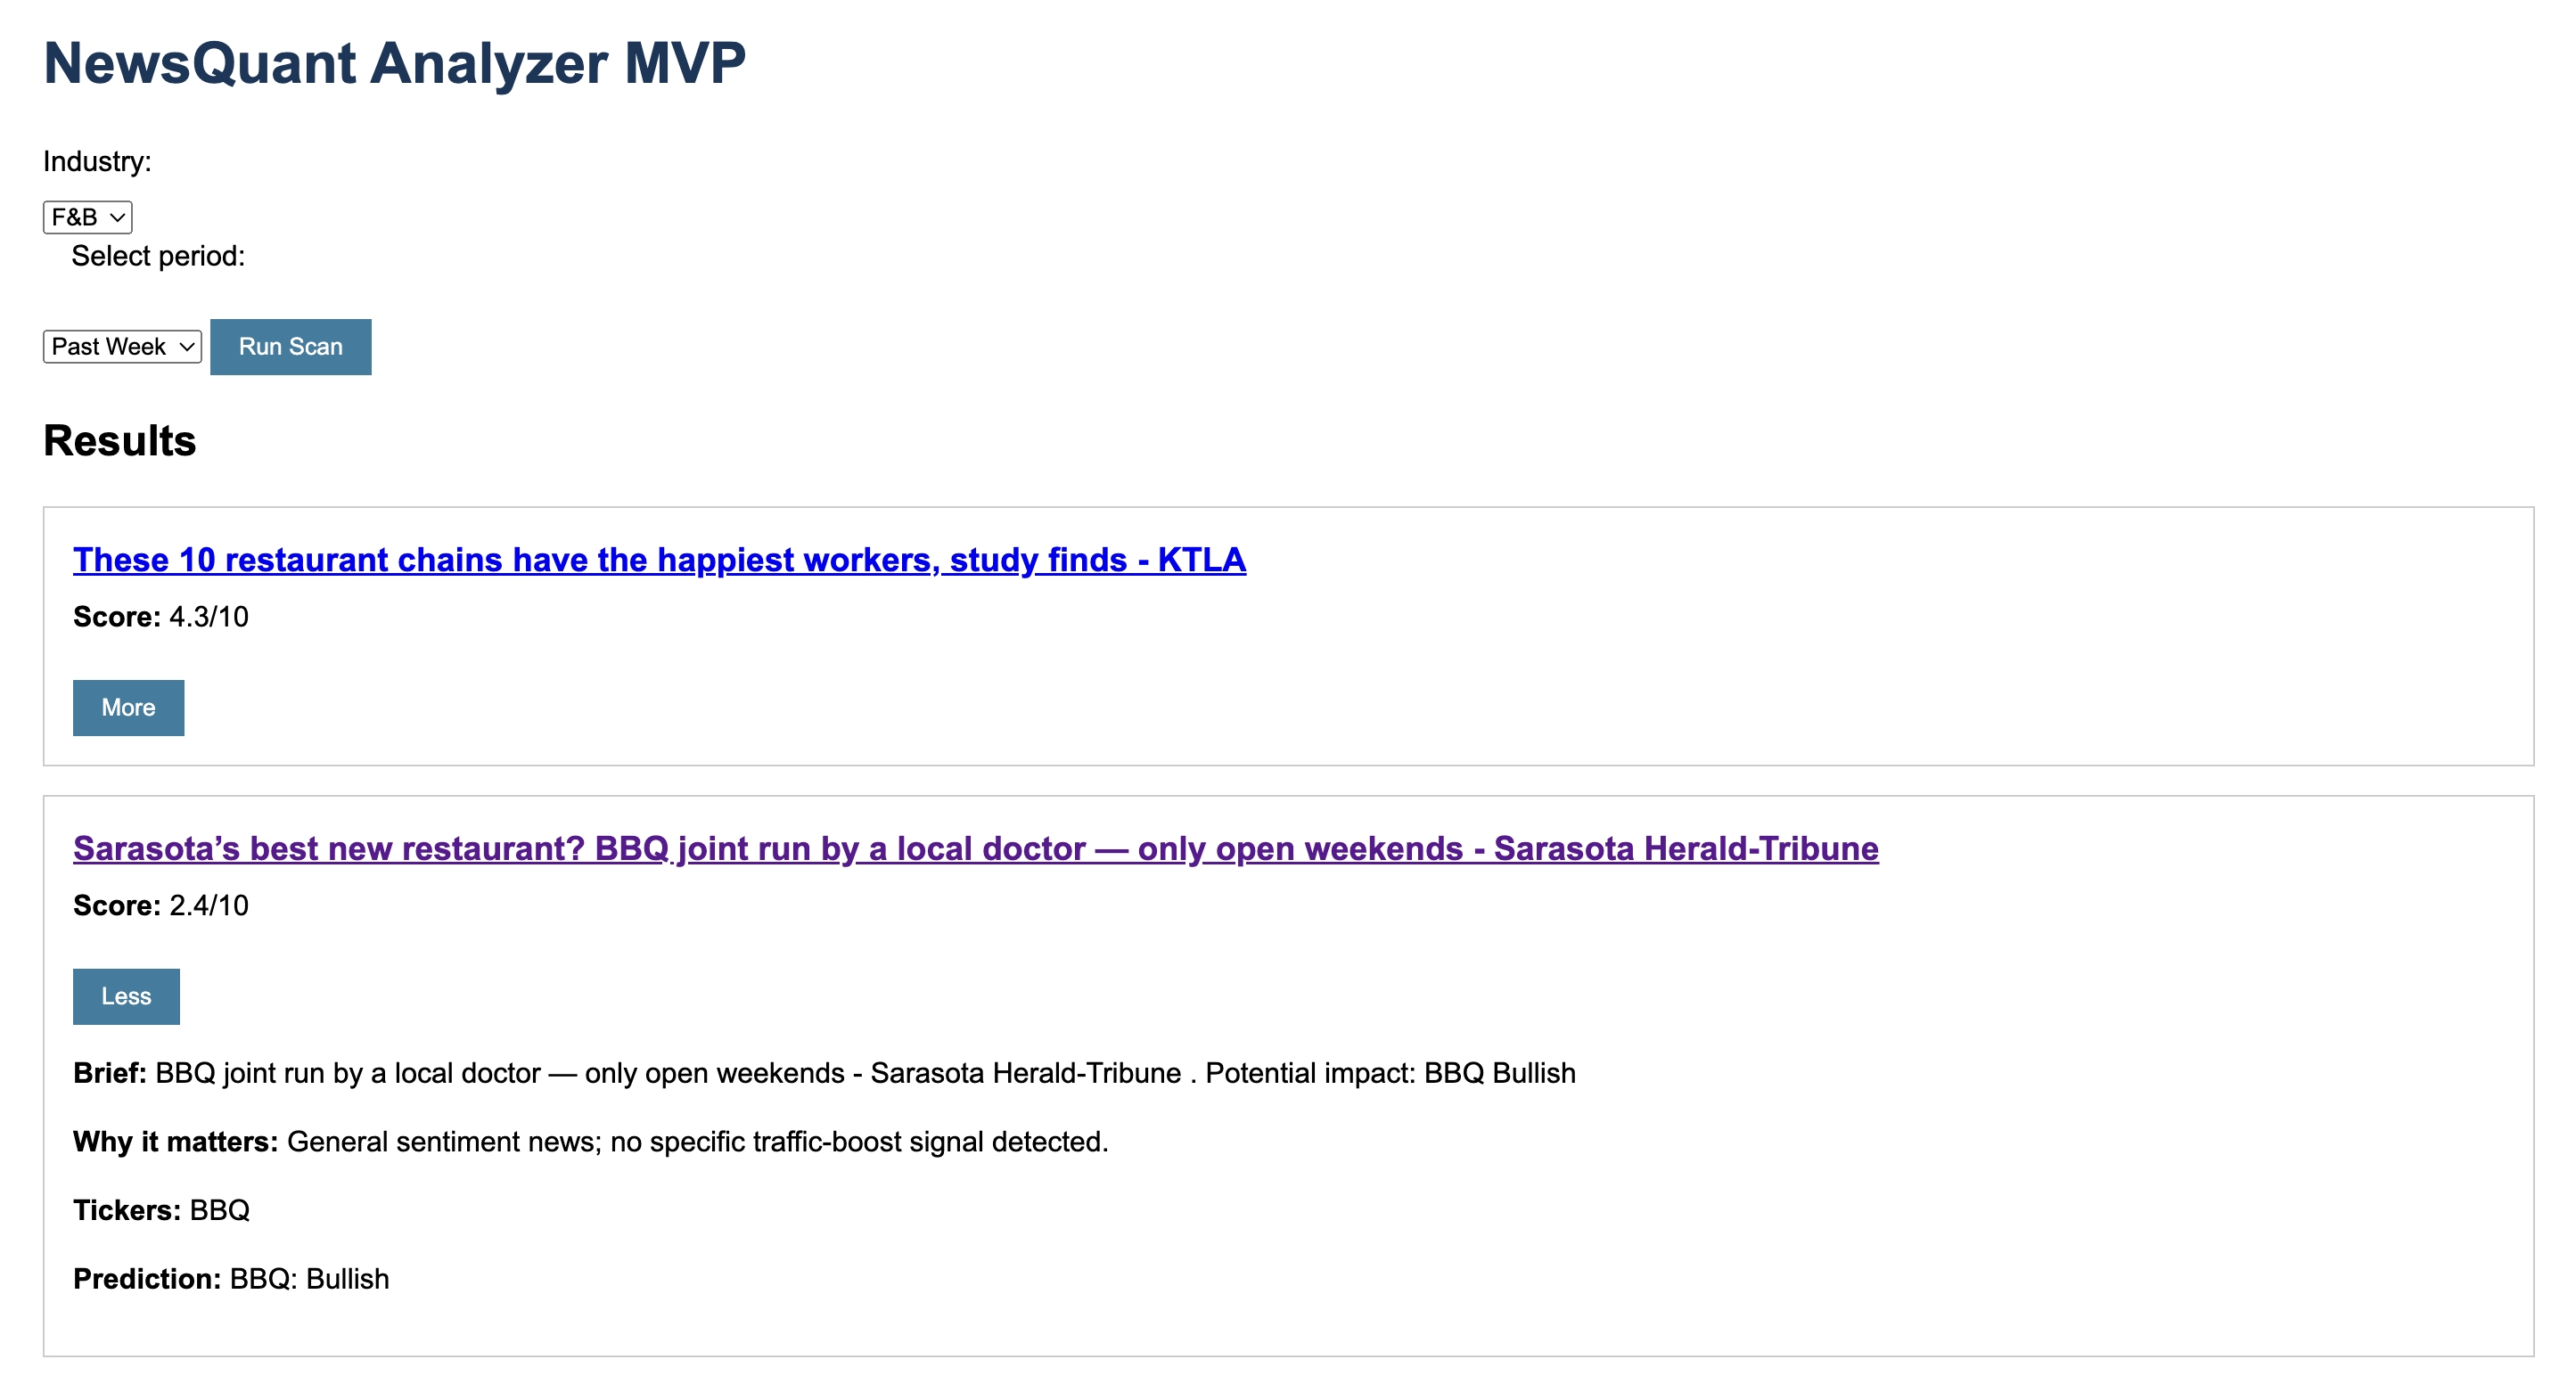 NewsQuant Analyzer MVP
Industry:
F&B
Select period:
Past Week Run Scan
Results
These 10 restaurant chains have the happiest workers, study finds - KTLA
Score: 4.3/10
More
Sarasota’s best new restaurant? BBQ joint run by a local doctor — only open weekends - Sarasota Herald-Tribune
Score: 2.4/10
Less
Brief: BBQ joint run by a local doctor — only open weekends - Sarasota Herald-Tribune . Potential impact: BBQ Bullish
Why it matters: General sentiment news; no specific traffic-boost signal detected.
Tickers: BBQ
Prediction: BBQ: Bullish